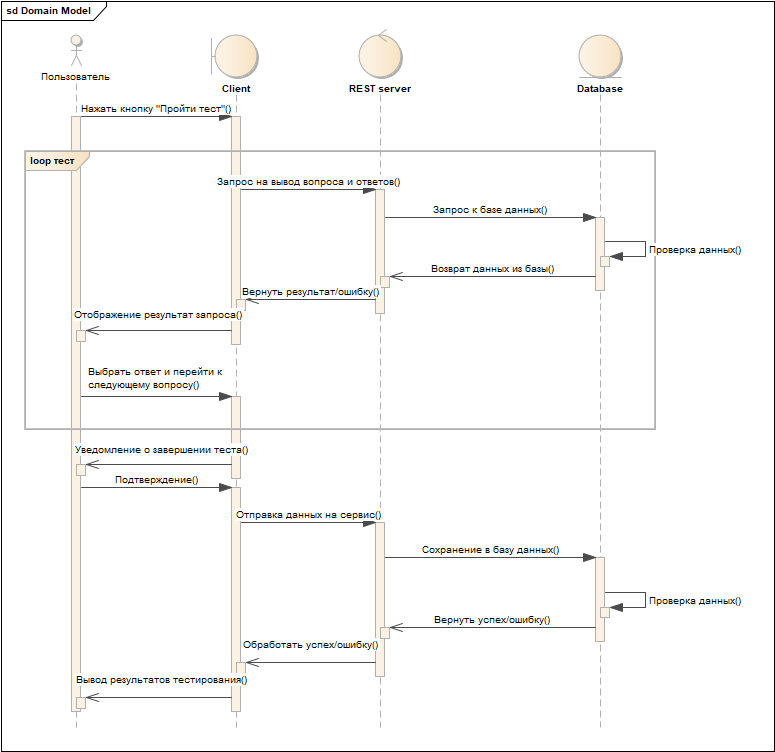 sd Domain Model
Пользователь
Client
REST server
Database
Нажать кнопку "Пройти тест"()
loop тест
Запрос на вывод вопроса и ответов()
Запрос к базе данных()
Проверка данных()
Возврат данных из базы()
Вернуть результат/ошибку()
Отображение результат запроса()
Выбрать ответ и перейти к
следующему вопросу()
Уведомление о завершении теста()
Подтверждение()
Отправка данных на сервис()
Сохранение в базу данных()
Проверка данных()
Вернуть успех/ошибку()
Обработать успех/ошибку()
Вывод результатов тестирования()